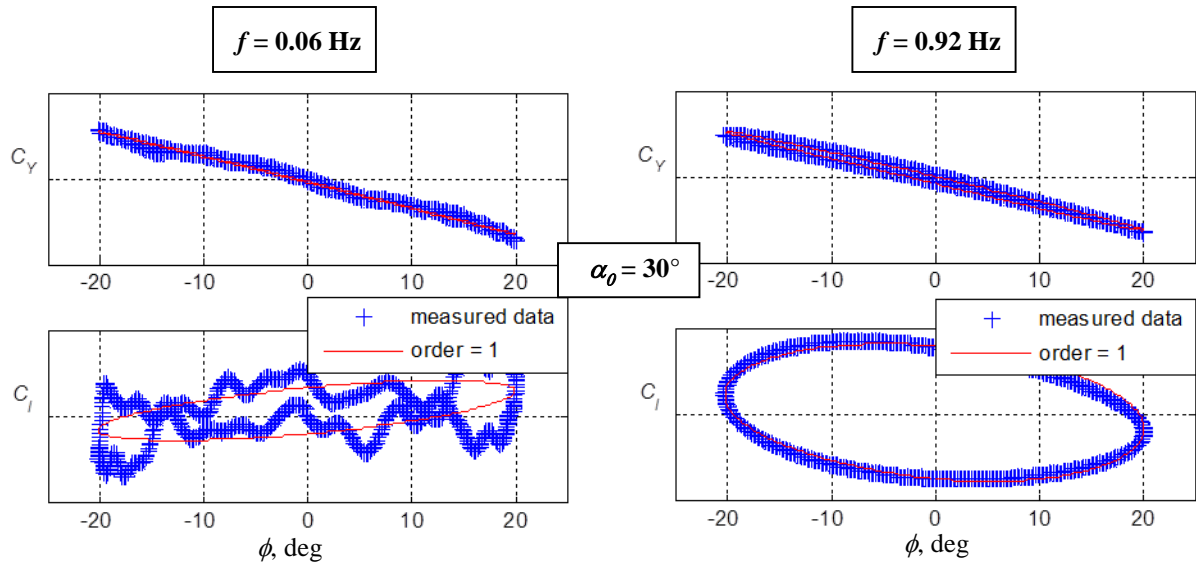 f = 0.06 Hz
f = 0.92 Hz
C_Y
-20 -10 0 10 20
C_Y
-20 -10 0 10 20
α₀ = 30°
measured data
order = 1
C_l
-20 -10 0 10 20
ϕ, deg
measured data
order = 1
C_l
-20 -10 0 10 20
ϕ, deg